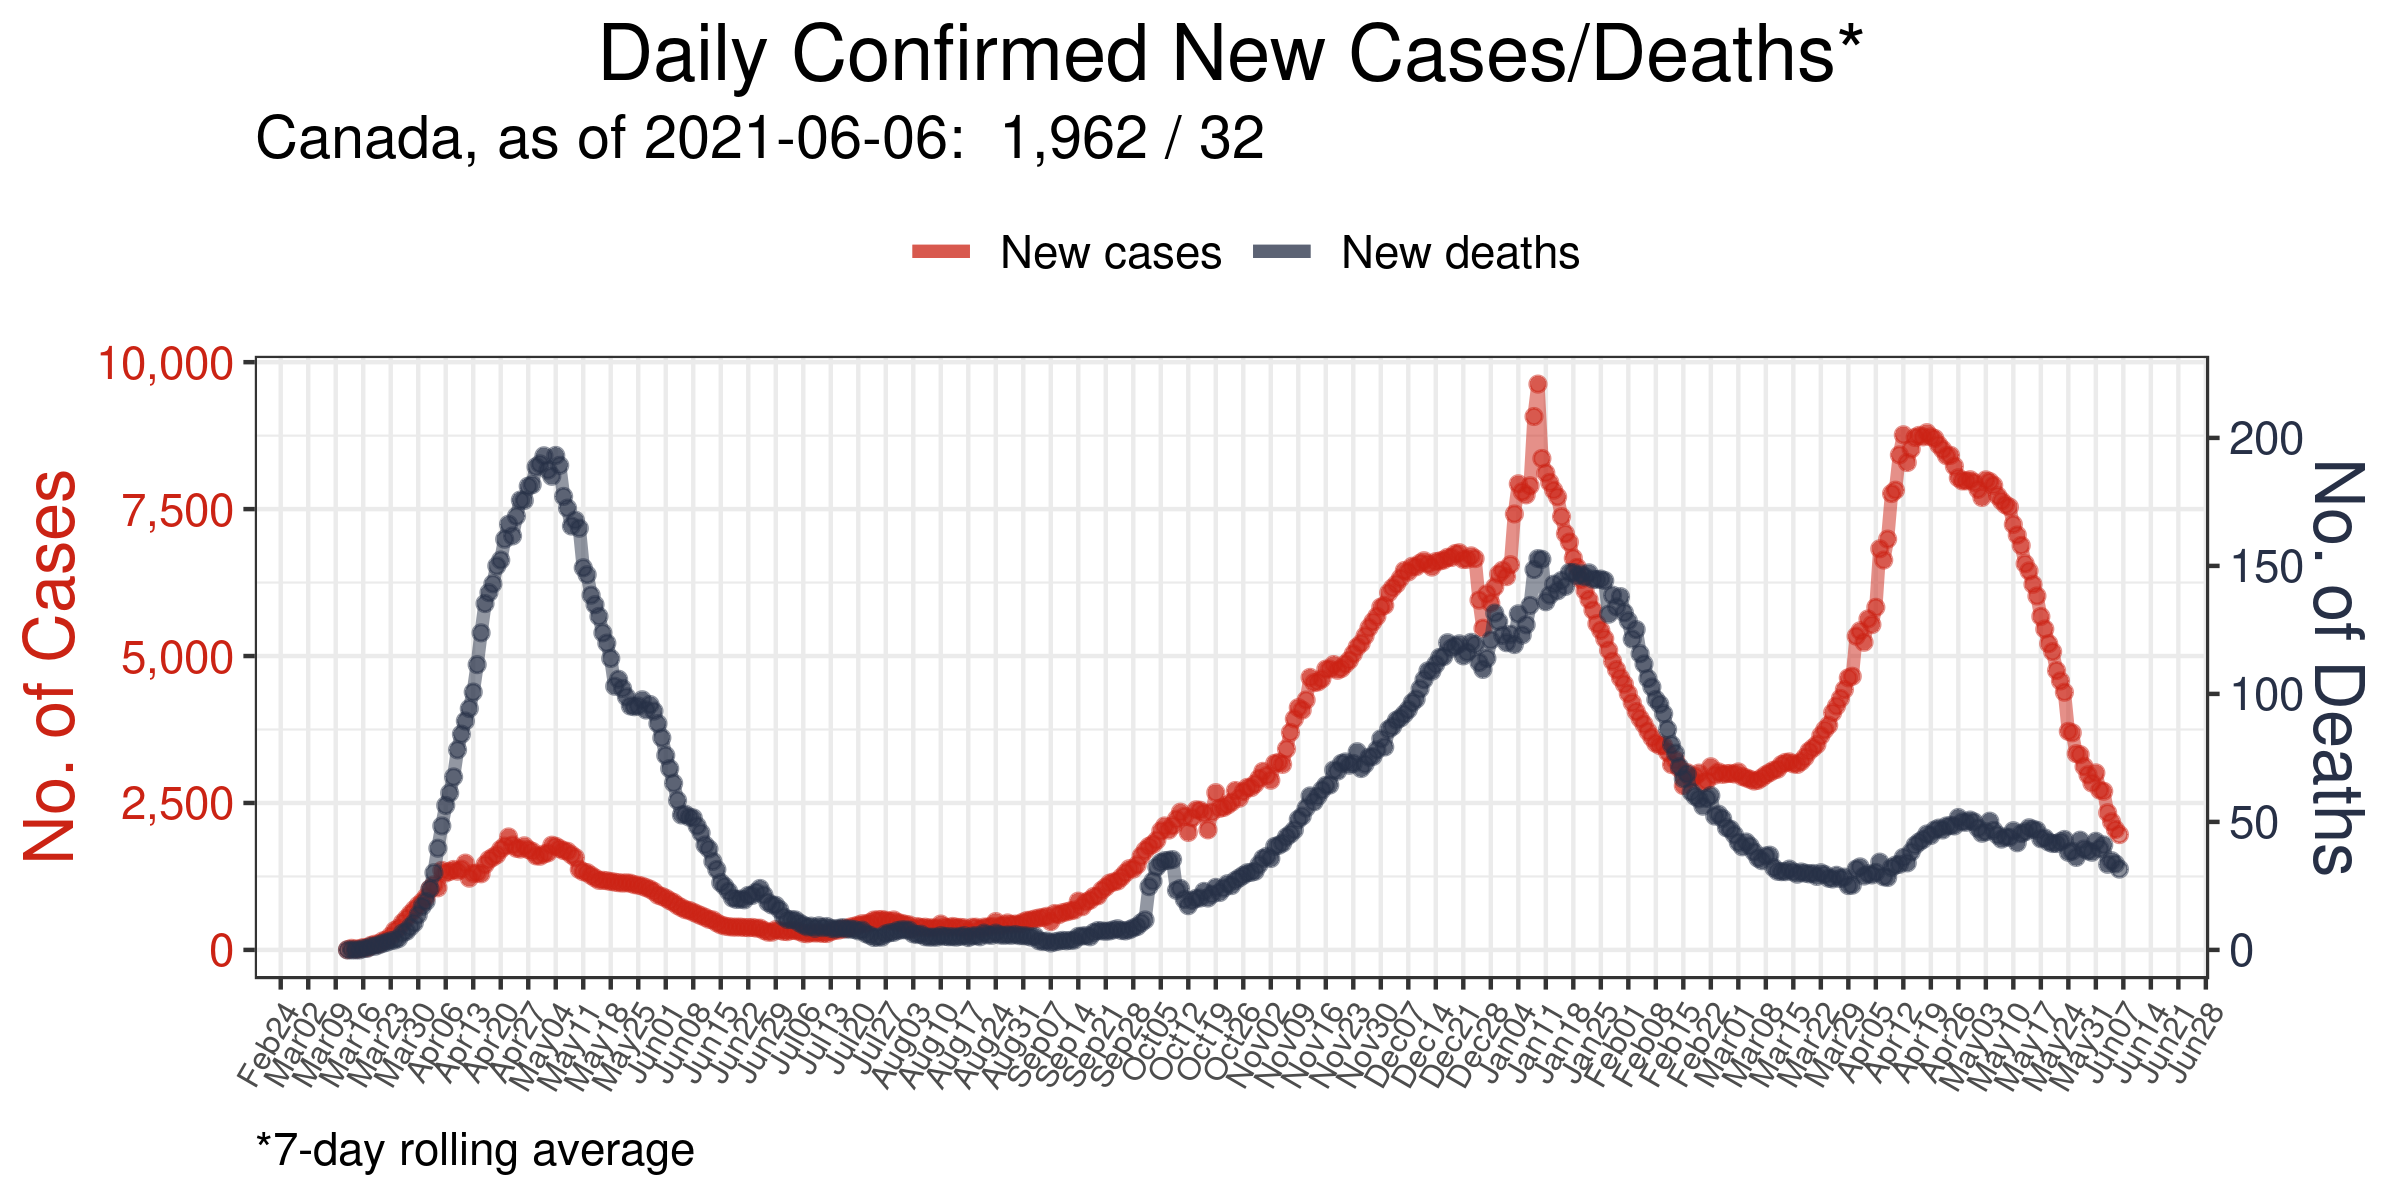 Daily Confirmed New Cases/Deaths*
Canada, as of 2021-06-06:  1,962 / 32
New cases New deaths
No. of Cases
10,000
7,500
5,000
2,500
0
No. of Deaths
200
150
100
50
0
Feb24 Mar02 Mar09 Mar16 Mar23 Mar30 Apr06 Apr13 Apr20 Apr27 May04 May11 May18 May25 Jun01 Jun08 Jun15 Jun22 Jun29 Jul06 Jul13 Jul20 Jul27 Aug03 Aug10 Aug17 Aug24 Aug31 Sep07 Sep14 Sep21 Sep28 Oct05 Oct12 Oct19 Oct26 Nov02 Nov09 Nov16 Nov23 Nov30 Dec07 Dec14 Dec21 Dec28 Jan04 Jan11 Jan18 Jan25 Feb01 Feb08 Feb15 Feb22 Mar01 Mar08 Mar15 Mar22 Mar29 Apr05 Apr12 Apr19 Apr26 May03 May10 May17 May24 May31 Jun07 Jun14 Jun21 Jun28
*7-day rolling average